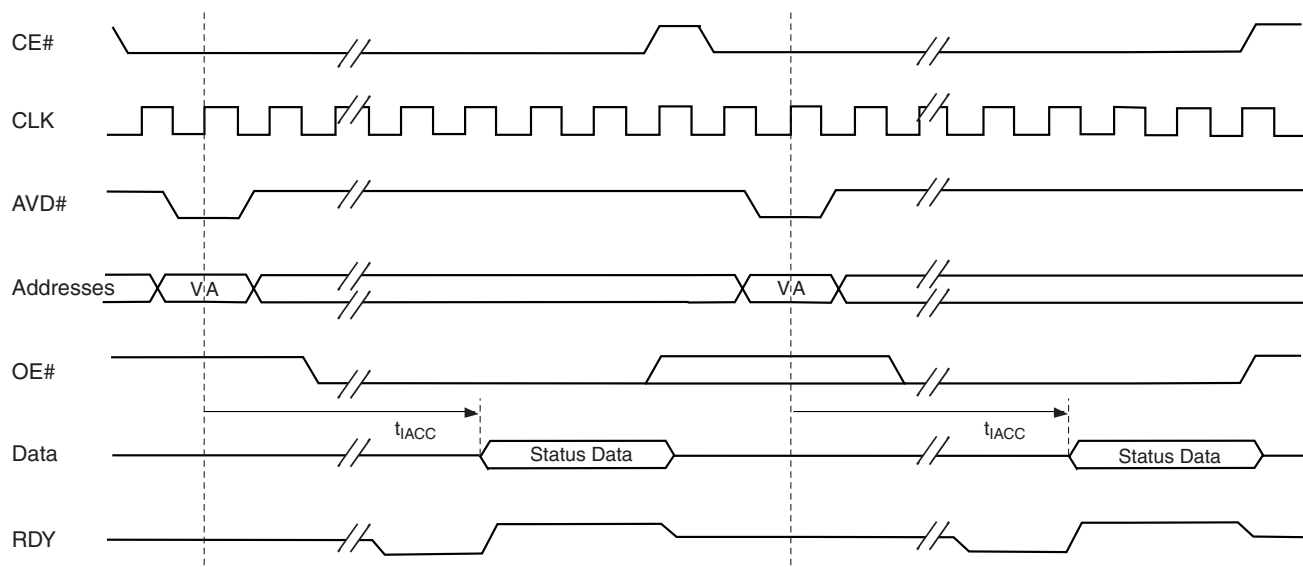 CE#
CLK
AVD#
Addresses
VA
VA
OE#
tIACC
tIACC
Data
Status Data
Status Data
RDY